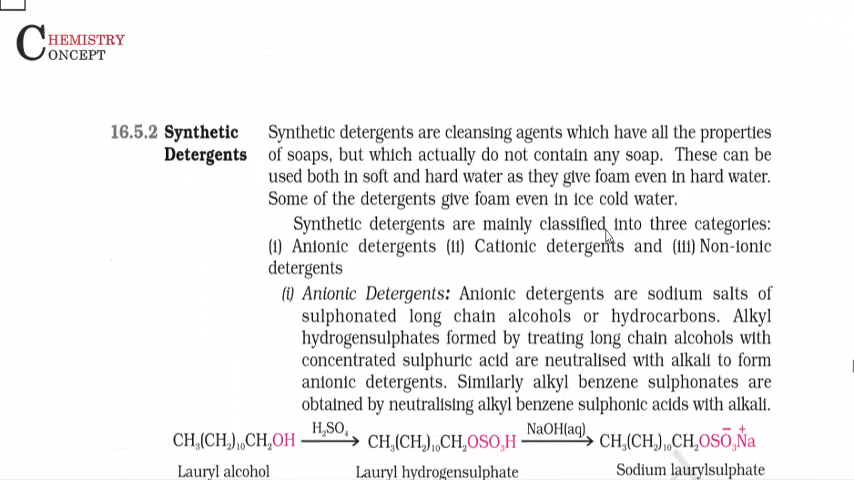 CHEMISTRY
CONCEPT
16.5.2 Synthetic Detergents
Synthetic detergents are cleansing agents which have all the properties
of soaps, but which actually do not contain any soap. These can be
used both in soft and hard water as they give foam even in hard water.
Some of the detergents give foam even in ice cold water.
Synthetic detergents are mainly classified into three categories:
(i) Anionic detergents (ii) Cationic detergents and (iii) Non-ionic
detergents
(i) Anionic Detergents: Anionic detergents are sodium salts of
sulphonated long chain alcohols or hydrocarbons. Alkyl
hydrogensulphates formed by treating long chain alcohols with
concentrated sulphuric acid are neutralised with alkali to form
anionic detergents. Similarly alkyl benzene sulphonates are
obtained by neutralising alkyl benzene sulphonic acids with alkali.
CH₃(CH₂)₁₀CH₂OH —H₂SO₄→ CH₃(CH₂)₁₀CH₂OSO₃H —NaOH(aq)→ CH₃(CH₂)₁₀CH₂OSO₃⁻Na⁺
Lauryl alcohol Lauryl hydrogensulphate Sodium laurylsulphate